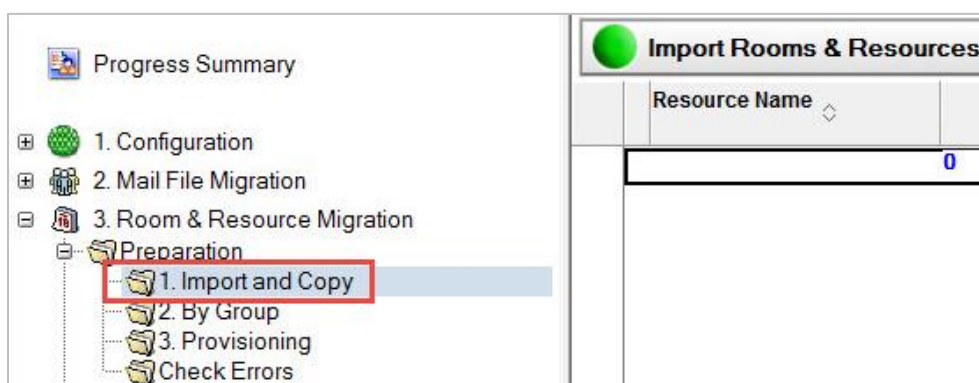 Progress Summary
1. Configuration
2. Mail File Migration
3. Room & Resource Migration
Preparation
1. Import and Copy
2. By Group
3. Provisioning
Check Errors
Import Rooms & Resources
Resource Name
0